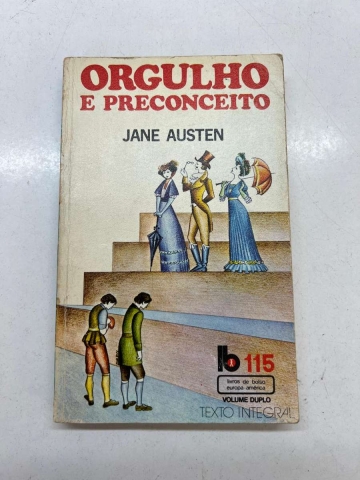 ORGULHO
E PRECONCEITO
JANE AUSTEN
lb 115
livros de bolso
europa-américa
VOLUME DUPLO
TEXTO INTEGRAL